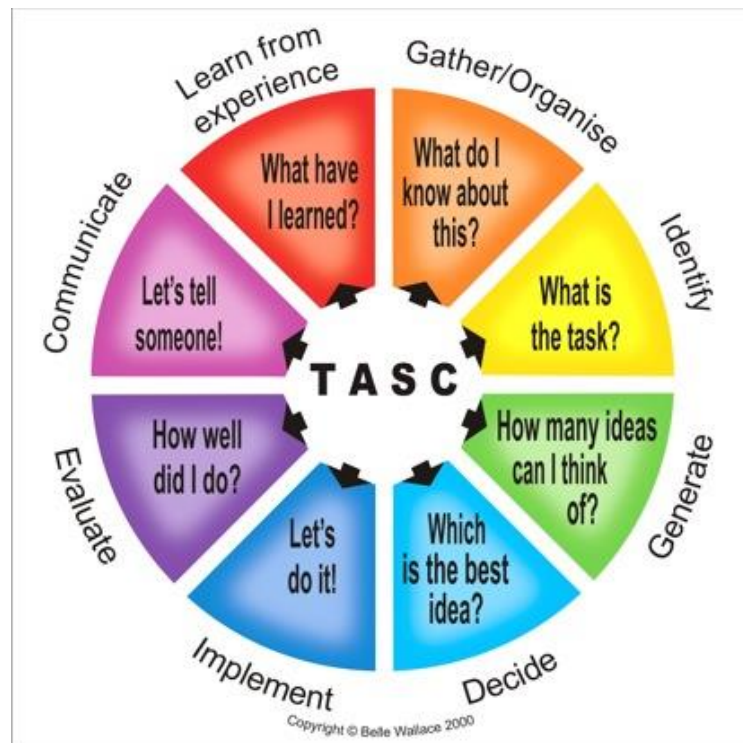 Gather/Organise
What do I
know about
this?
Identify
What is
the task?
Generate
How many ideas
can I think
of?
Decide
Which
is the best
idea?
Implement
Let's
do it!
Evaluate
How well
did I do?
Communicate
Let's tell
someone!
Learn from
experience
What have
I learned?
TASC
Copyright © Belle Wallace 2000